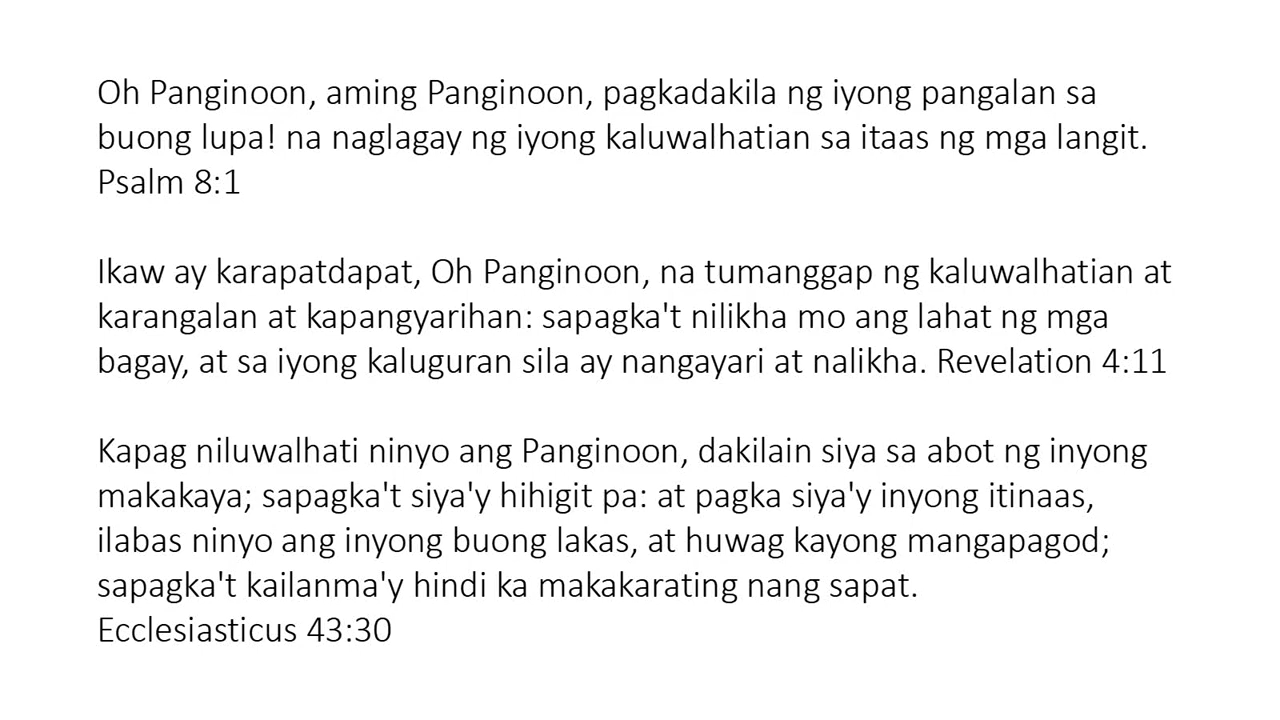 Oh Panginoon, aming Panginoon, pagkadakila ng iyong pangalan sa
buong lupa! na naglagay ng iyong kaluwalhatian sa itaas ng mga langit.
Psalm 8:1
Ikaw ay karapatdapat, Oh Panginoon, na tumanggap ng kaluwalhatian at
karangalan at kapangyarihan: sapagka't nilikha mo ang lahat ng mga
bagay, at sa iyong kaluguran sila ay nangayari at nalikha. Revelation 4:11
Kapag niluwalhati ninyo ang Panginoon, dakilain siya sa abot ng inyong
makakaya; sapagka't siya'y hihigit pa: at pagka siya'y inyong itinaas,
ilabas ninyo ang inyong buong lakas, at huwag kayong mangapagod;
sapagka't kailanma'y hindi ka makakarating nang sapat.
Ecclesiasticus 43:30